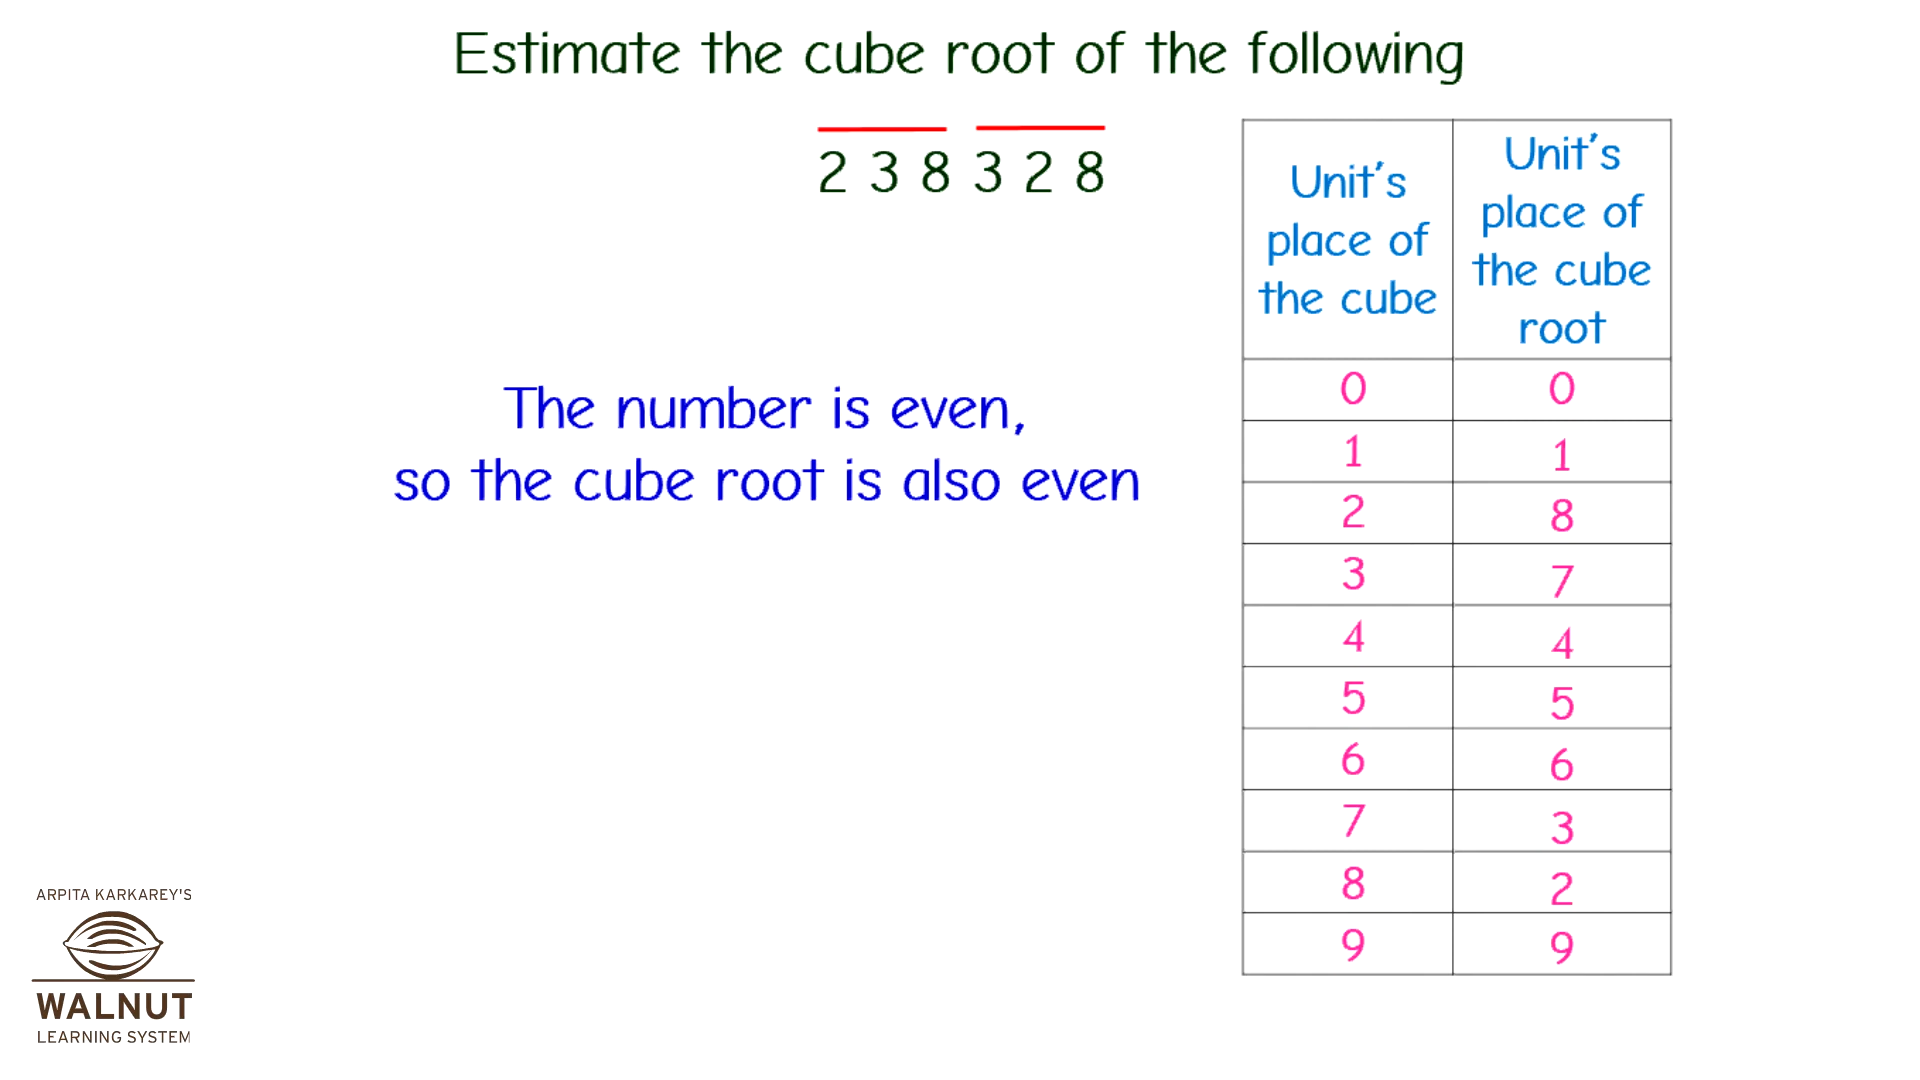 Estimate the cube root of the following
2 3 8 3 2 8
The number is even,
so the cube root is also even
Unit's place of the cube | Unit's place of the cube root
0 0
1 1
2 8
3 7
4 4
5 5
6 6
7 3
8 2
9 9
ARPITA KARKAREY'S
WALNUT
LEARNING SYSTEM